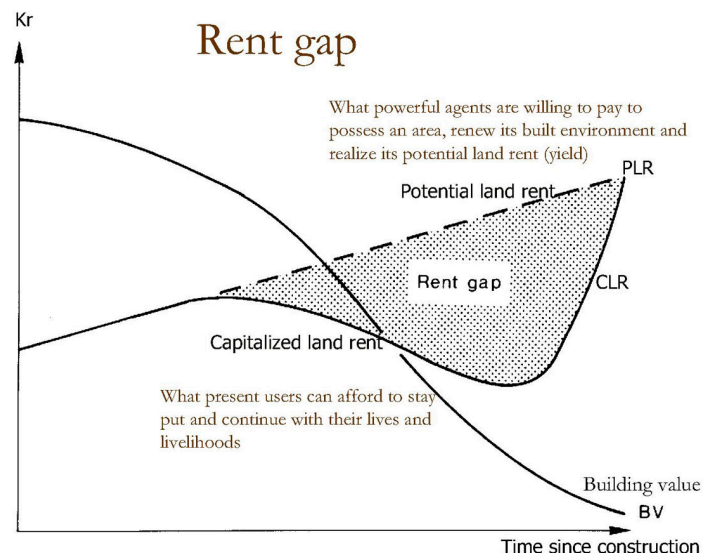 Kr
Rent gap
What powerful agents are willing to pay to
possess an area, renew its built environment and
realize its potential land rent (yield)
PLR
Potential land rent
Rent gap
CLR
Capitalized land rent
What present users can afford to stay
put and continue with their lives and
livelihoods
Building value
BV
Time since construction